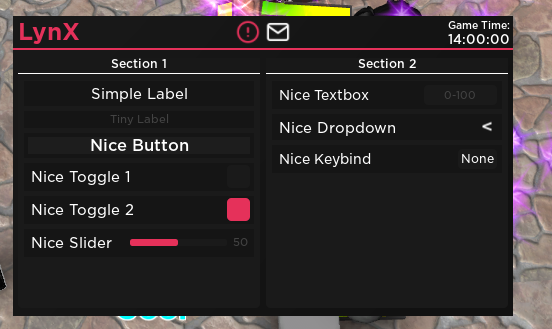 LynX
Game Time:
14:00:00
Section 1
Simple Label
Tiny Label
Nice Button
Nice Toggle 1
Nice Toggle 2
Nice Slider
50
Section 2
Nice Textbox
0-100
Nice Dropdown
<
Nice Keybind
None